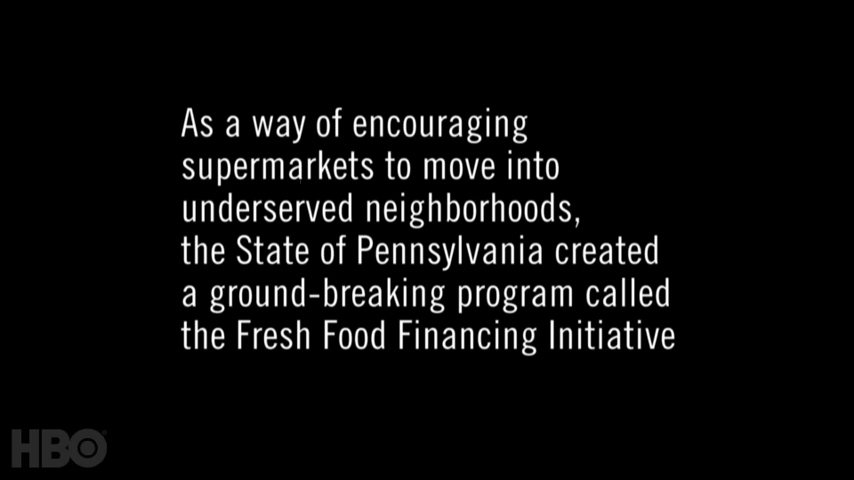 As a way of encouraging
supermarkets to move into
underserved neighborhoods,
the State of Pennsylvania created
a ground-breaking program called
the Fresh Food Financing Initiative
HBO